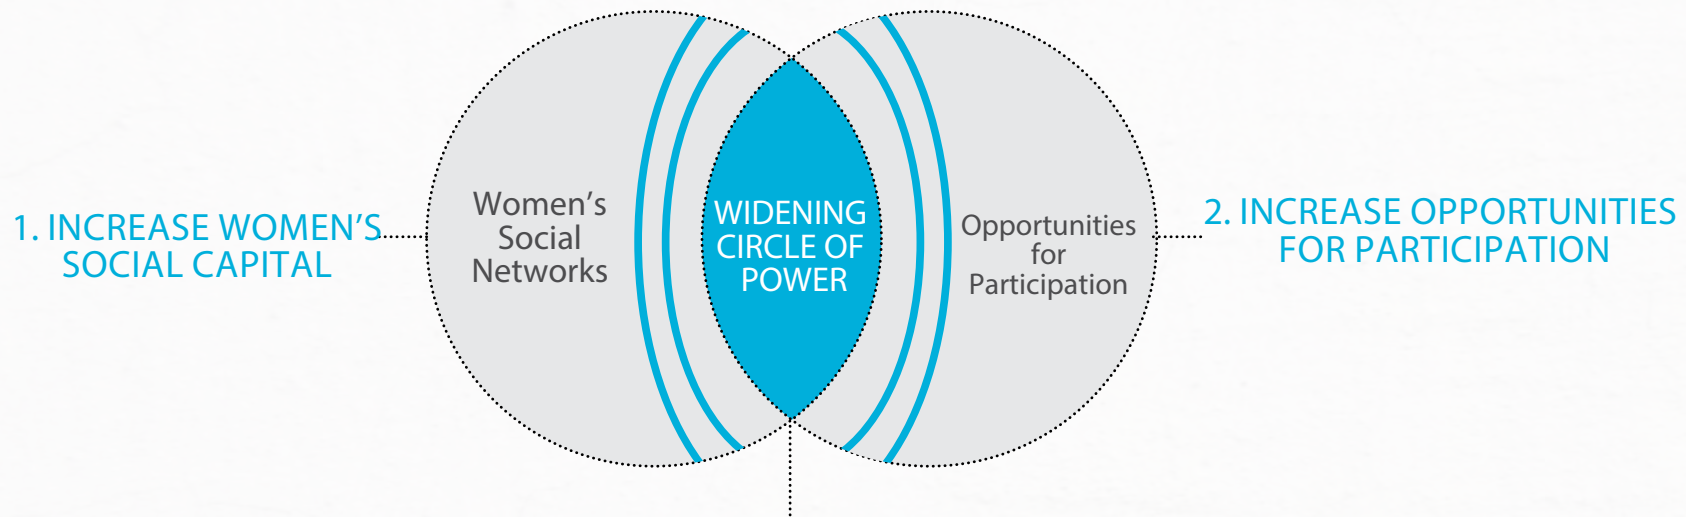 1. INCREASE WOMEN’S
SOCIAL CAPITAL
Women’s
Social
Networks
WIDENING
CIRCLE OF
POWER
Opportunities
for
Participation
2. INCREASE OPPORTUNITIES
FOR PARTICIPATION